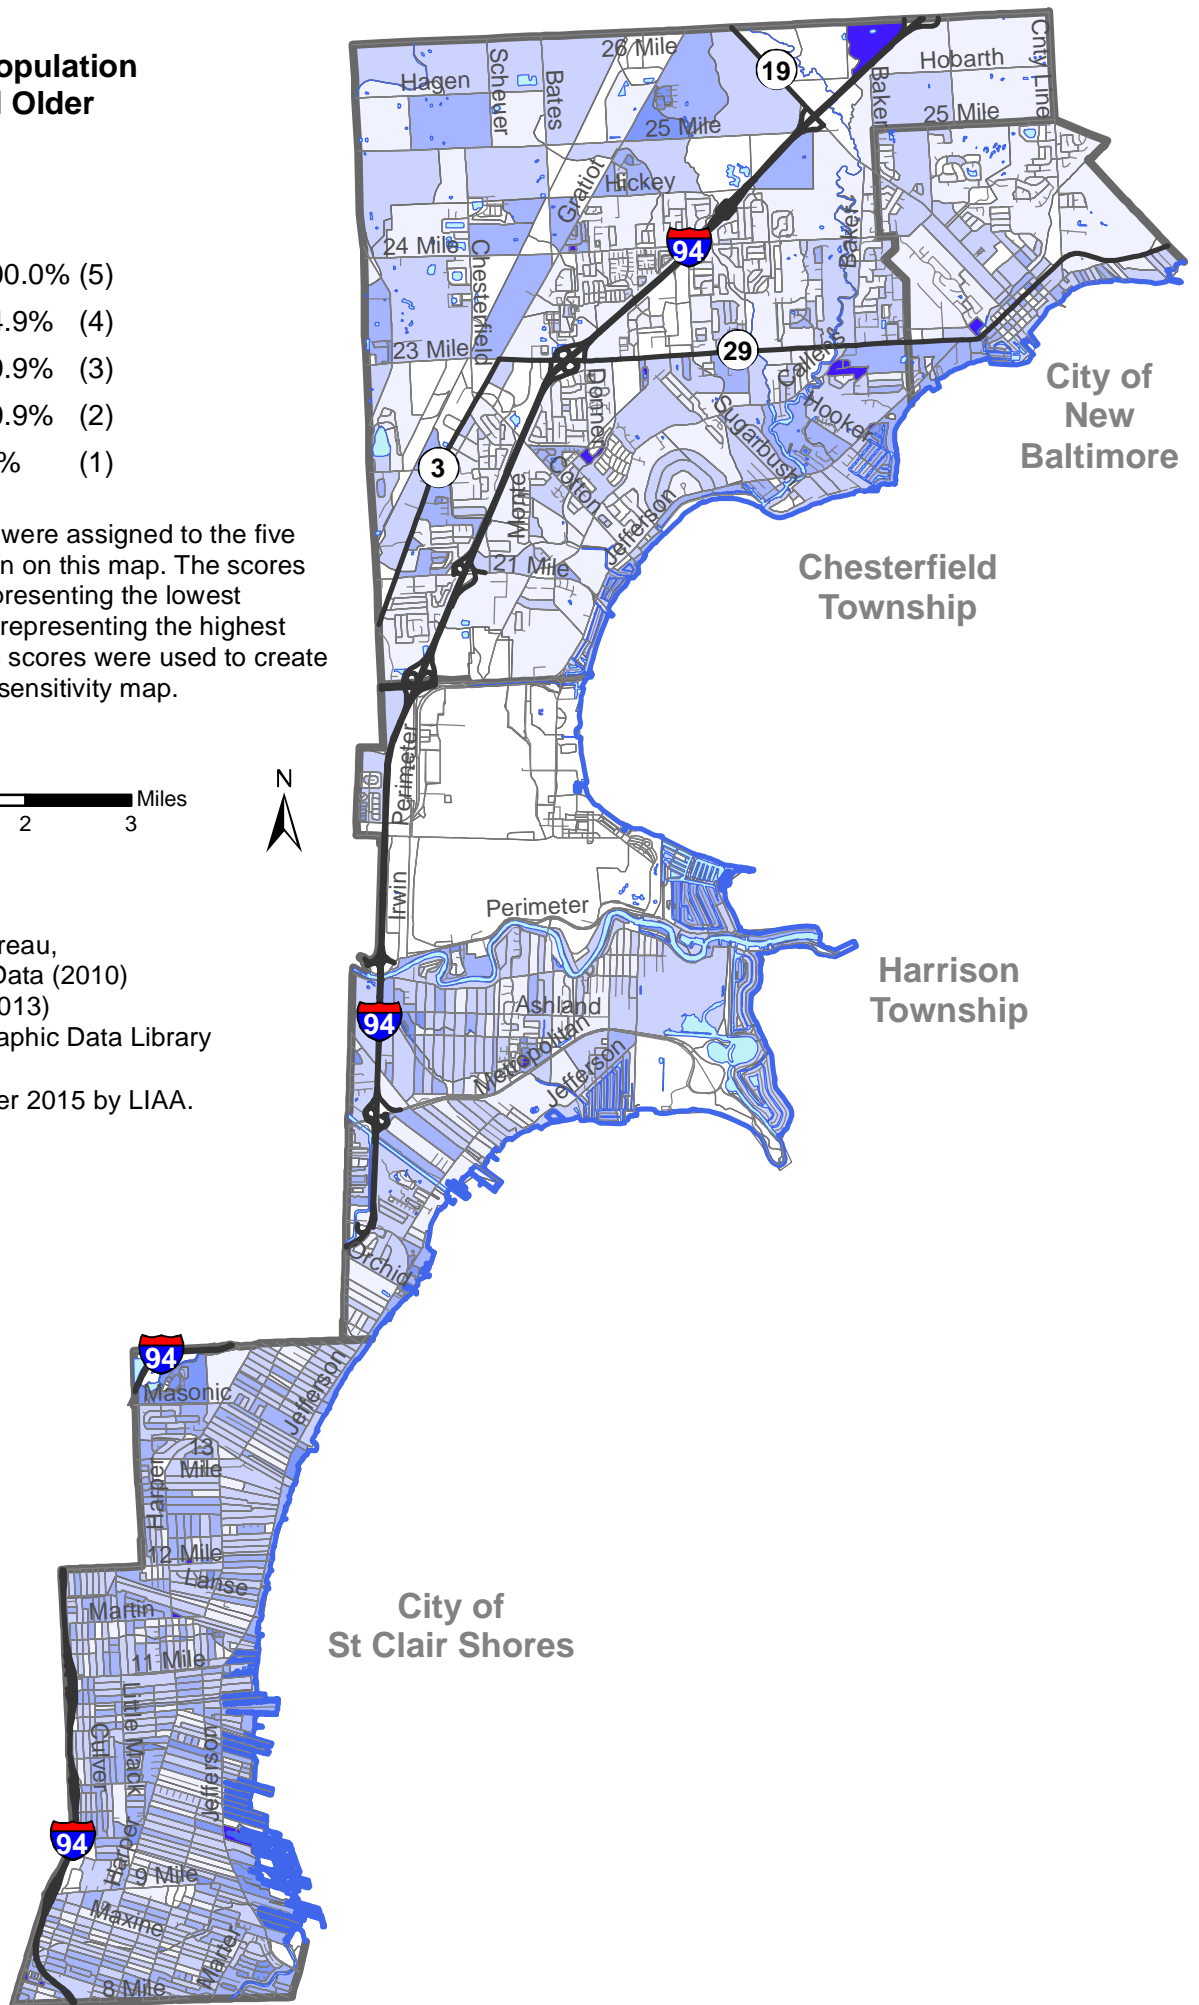 opulation
d Older
00.0% (5)
4.9% (4)
9.9% (3)
9.9% (2)
% (1)
were assigned to the five
n on this map. The scores
presenting the lowest
representing the highest
scores were used to create
sensitivity map.
Miles
2 3
N
reau,
Data (2010)
013)
aphic Data Library
er 2015 by LIAA.
26 Mile
19
Hobarth
Cnty Line
Hagen
Scheuer
Bates
Baker
25 Mile
25 Mile
Gratiot
Hickey
24 Mile
Chesterfield
94
Baker
23 Mile
29
Callens
Donner
Sugarbush
Hooker
City of
New
Baltimore
3
Monte
Cotton
Jefferson
21 Mile
Chesterfield
Township
Perimeter
Irwin
Perimeter
Harrison
Township
94
Ashland
Metropolitan
Jefferson
Orchid
94
Masonic
Jefferson
13
Mile
Harper
12 Mile
Lanse
Martin
11 Mile
City of
St Clair Shores
Little Mack
Culver
Jefferson
94
Harper
9 Mile
Maxine
Marter
8 Mile